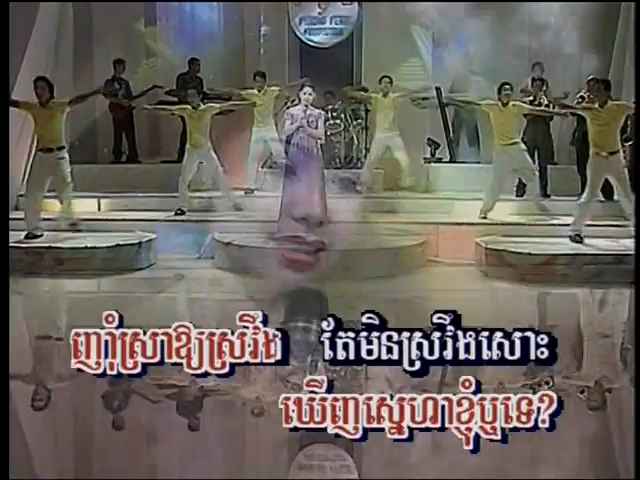 ញ៉ាំស្រាឱ្យស្រវឹង តែមិនស្រវឹងសោះ
ឃើញស្នេហាខ្ញុំឬទេ?